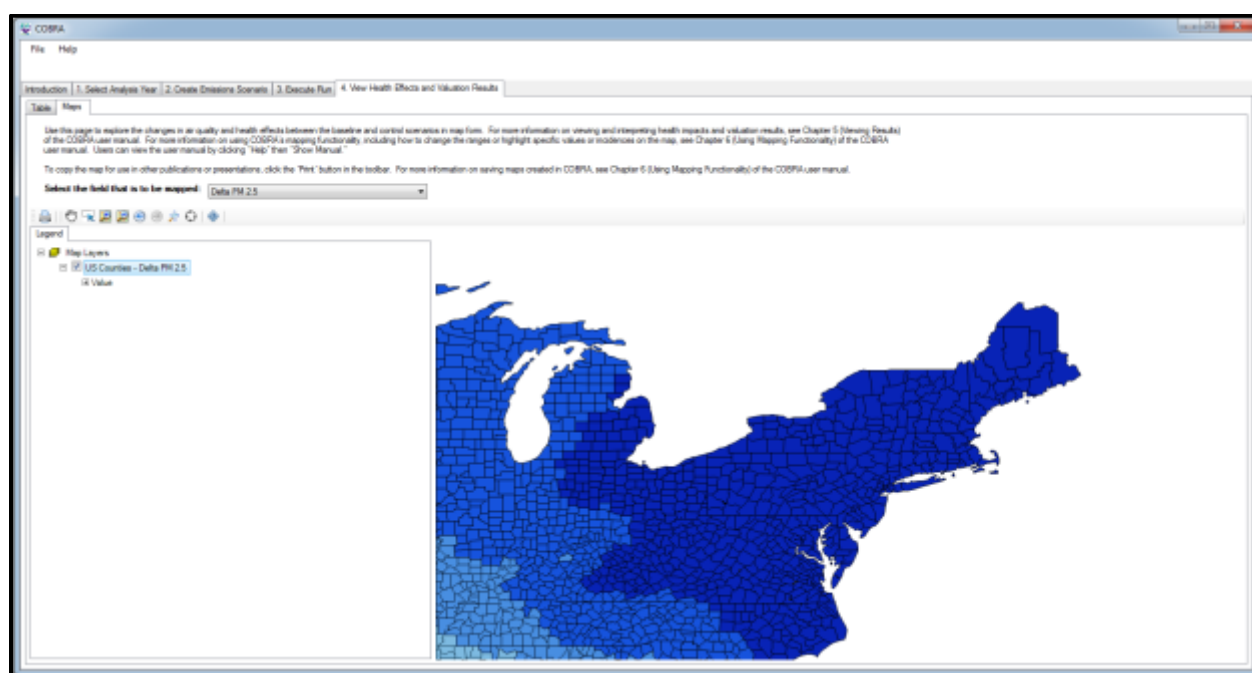 COBRA
File Help
Introduction 1. Select Analysis Year 2. Create Emissions Scenario 3. Execute Run 4. View Health Effects and Valuation Results
Table Maps
Use this page to explore the changes in air quality and health effects between the baseline and control scenarios in map form. For more information on viewing and interpreting health impacts and valuation results, see Chapter 5 (Viewing Results)
of the COBRA user manual. For more information on using COBRA's mapping functionality, including how to change the ranges or highlight specific values or incidences on the map, see Chapter 6 (Using Mapping Functionality) of the COBRA
user manual. Users can view the user manual by clicking "Help" then "Show Manual."
To copy the map for use in other publications or presentations, click the "Print" button in the toolbar. For more information on saving maps created in COBRA, see Chapter 6 (Using Mapping Functionality) of the COBRA user manual.
Select the field that is to be mapped: Delta PM 2.5
Legend
Map Layers
US Counties - Delta PM 2.5
Value